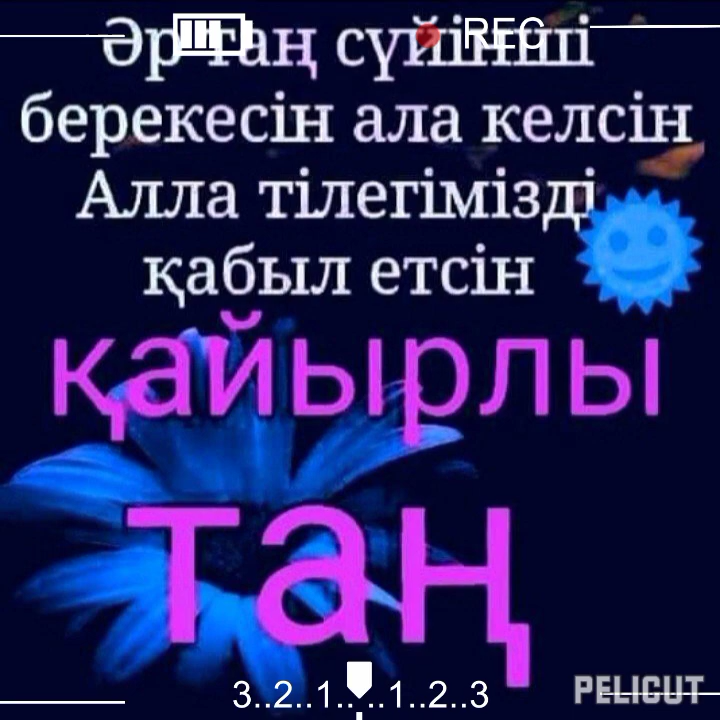 Әр таң сүйінші
REC
берекесін ала келсін
Алла тілегімізді
қабыл етсін
қайырлы
таң
3..2..1.. ..1..2..3
PELICUT